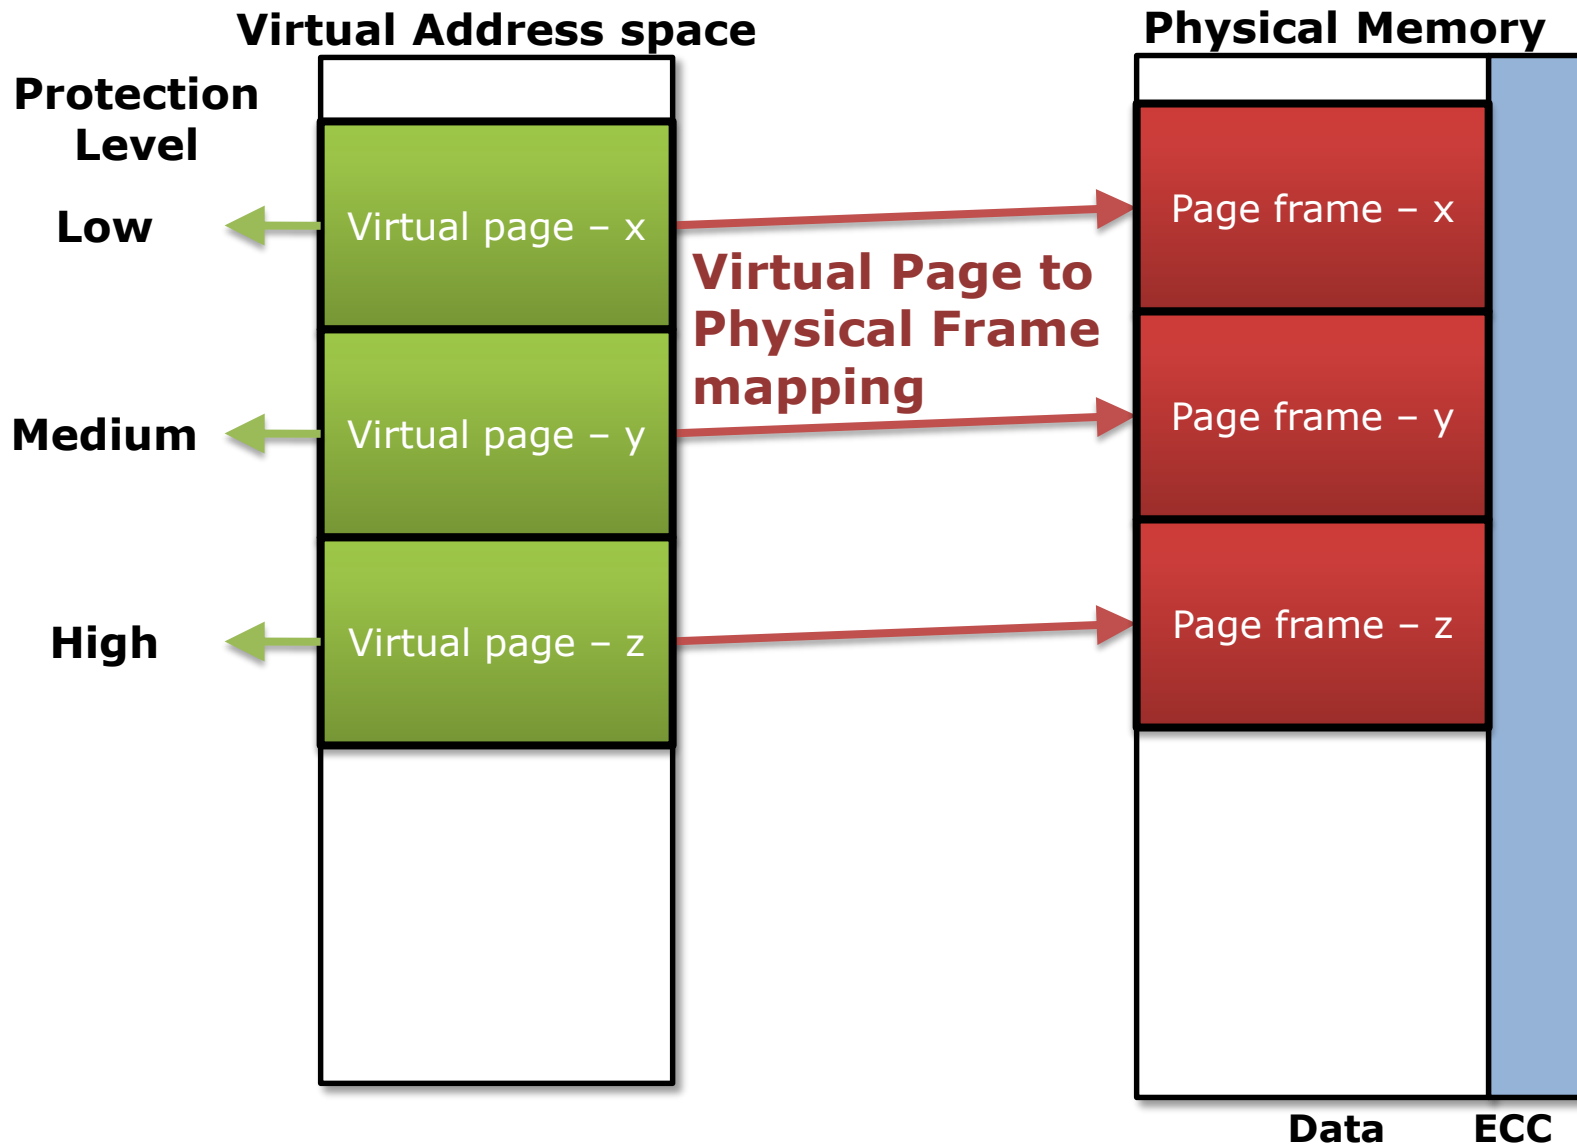 Virtual Address space
Physical Memory
Protection
Level
Low
Virtual page – x
Page frame – x
Virtual Page to
Physical Frame
mapping
Medium
Virtual page – y
Page frame – y
High
Virtual page – z
Page frame – z
Data
ECC